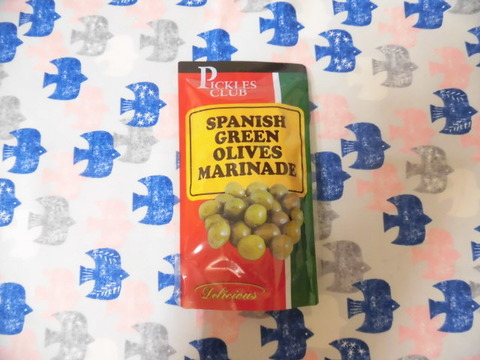 PICKLES
CLUB
SPANISH
GREEN
OLIVES
MARINADE
Delicious